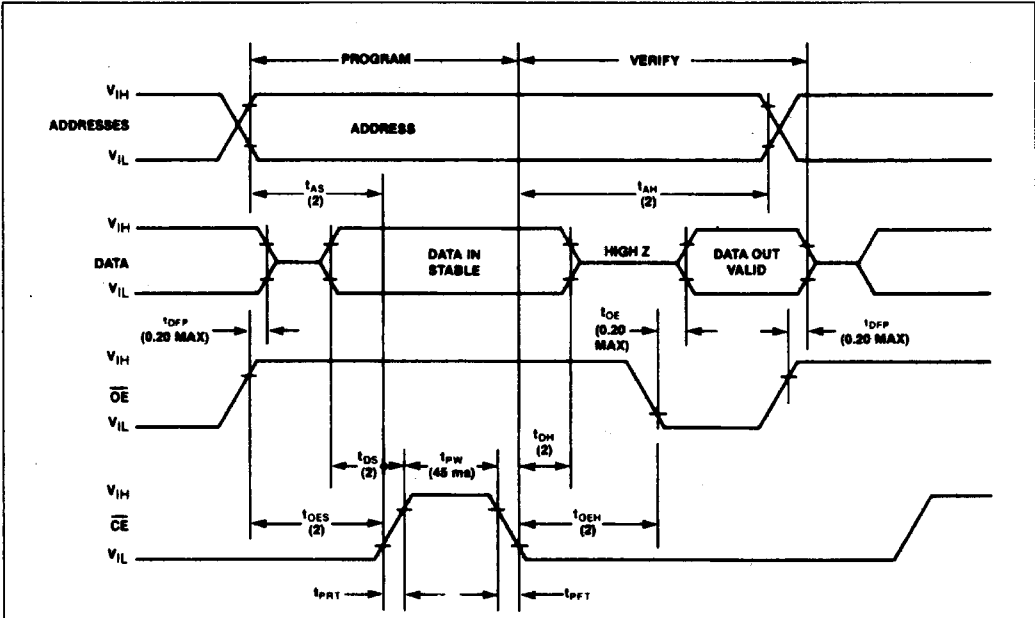 PROGRAM
VERIFY
VIH
ADDRESSES
VIL
ADDRESS
tAS
(2)
tAH
(2)
VIH
DATA
VIL
DATA IN
STABLE
HIGH Z
DATA OUT
VALID
tDFP
(0.20 MAX)
tOE
(0.20
MAX)
tDFP
(0.20 MAX)
VIH
OE
VIL
tDS
(2)
tPW
(45 ms)
tDH
(2)
VIH
CE
VIL
tOES
(2)
tOEH
(2)
tPRT
tPFT